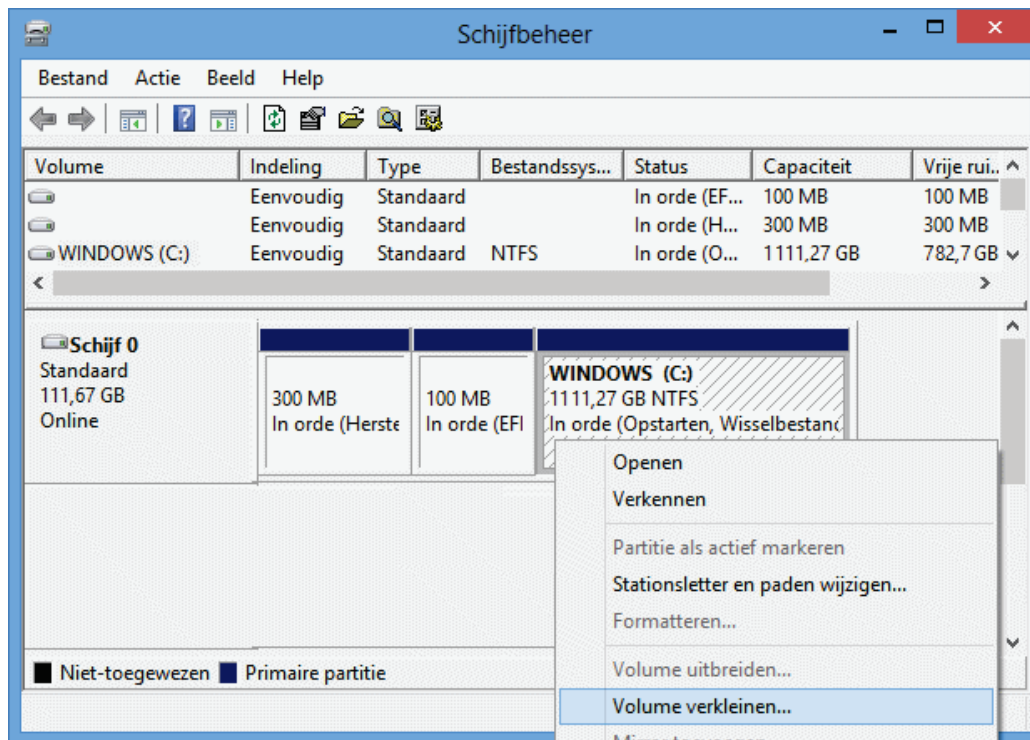 Schijfbeheer
Bestand Actie Beeld Help
Volume Indeling Type Bestandssys... Status Capaciteit Vrije rui..
Eenvoudig Standaard In orde (EF... 100 MB 100 MB
Eenvoudig Standaard In orde (H... 300 MB 300 MB
WINDOWS (C:) Eenvoudig Standaard NTFS In orde (O... 1111,27 GB 782,7 GB
Schijf 0
Standaard
111,67 GB
Online
300 MB
In orde (Herste
100 MB
In orde (EFI
WINDOWS (C:)
1111,27 GB NTFS
In orde (Opstarten, Wisselbestand
Openen
Verkennen
Partitie als actief markeren
Stationsletter en paden wijzigen...
Formatteren...
Volume uitbreiden...
Volume verkleinen...
Niet-toegewezen Primaire partitie